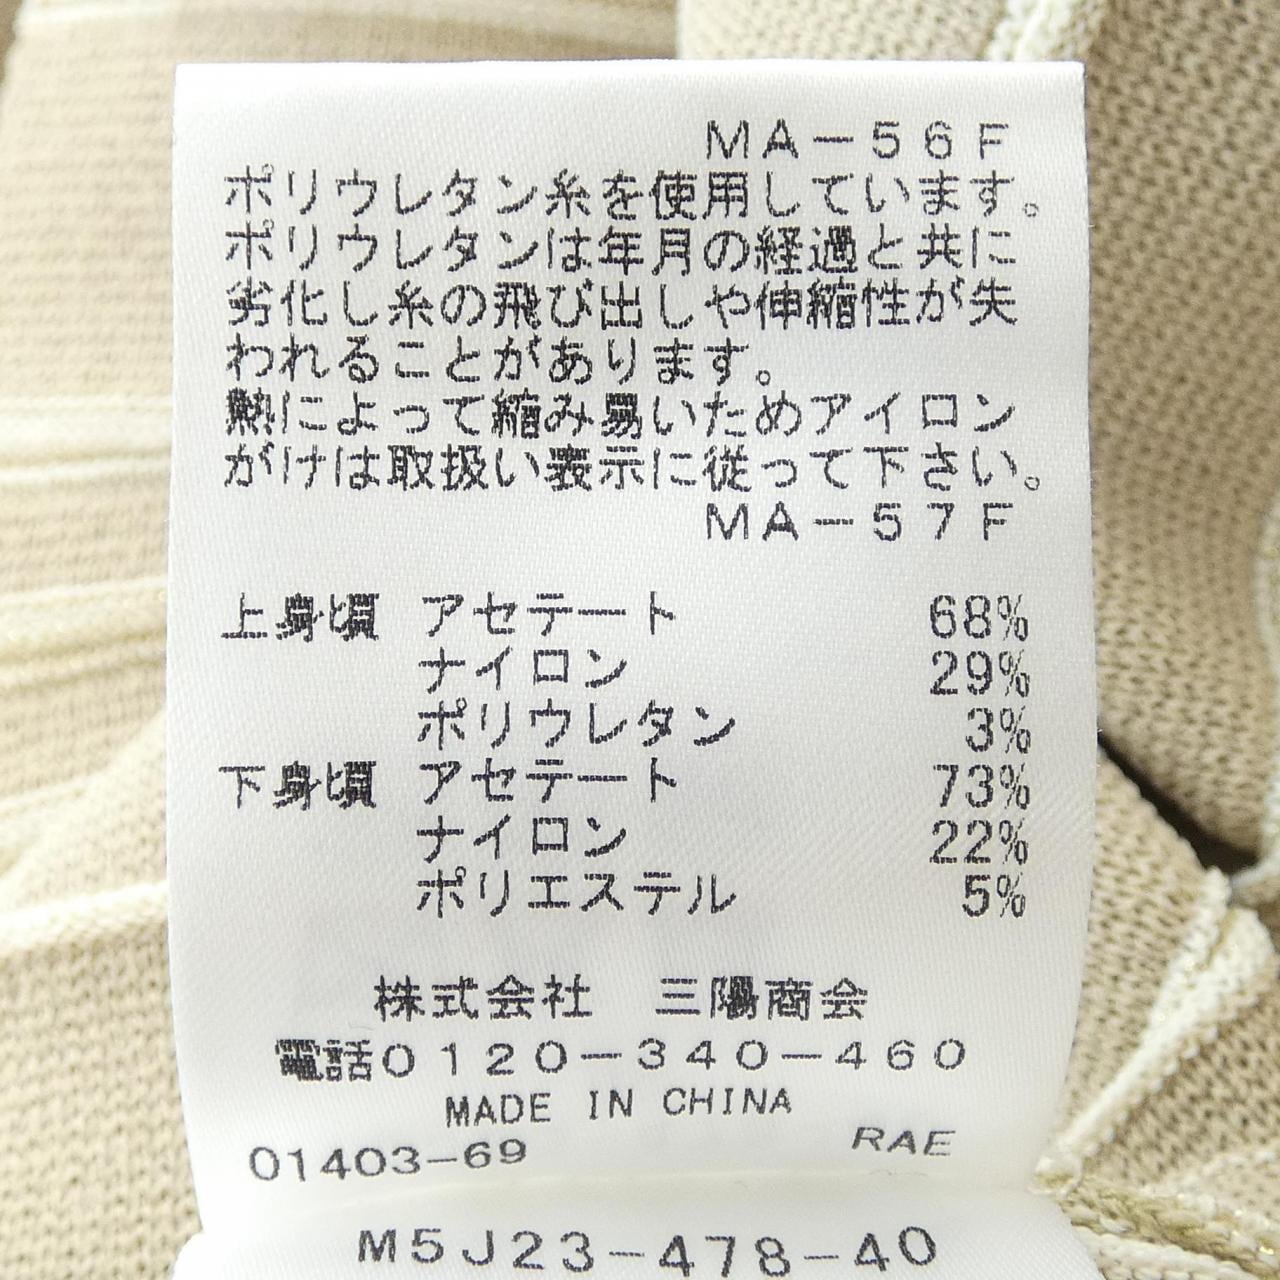 MA-56F
ポリウレタン糸を使用しています。
ポリウレタンは年月の経過と共に
劣化し糸の飛び出しや伸縮性が失
われることがあります。
熱によって縮み易いためアイロン
がけは取扱い表示に従って下さい。
MA-57F
上身頃 アセテート 68%
ナイロン 29%
ポリウレタン 3%
下身頃 アセテート 73%
ナイロン 22%
ポリエステル 5%
株式会社 三陽商会
電話0120-340-460
MADE IN CHINA
01403-69 RAE
M5J23-478-40